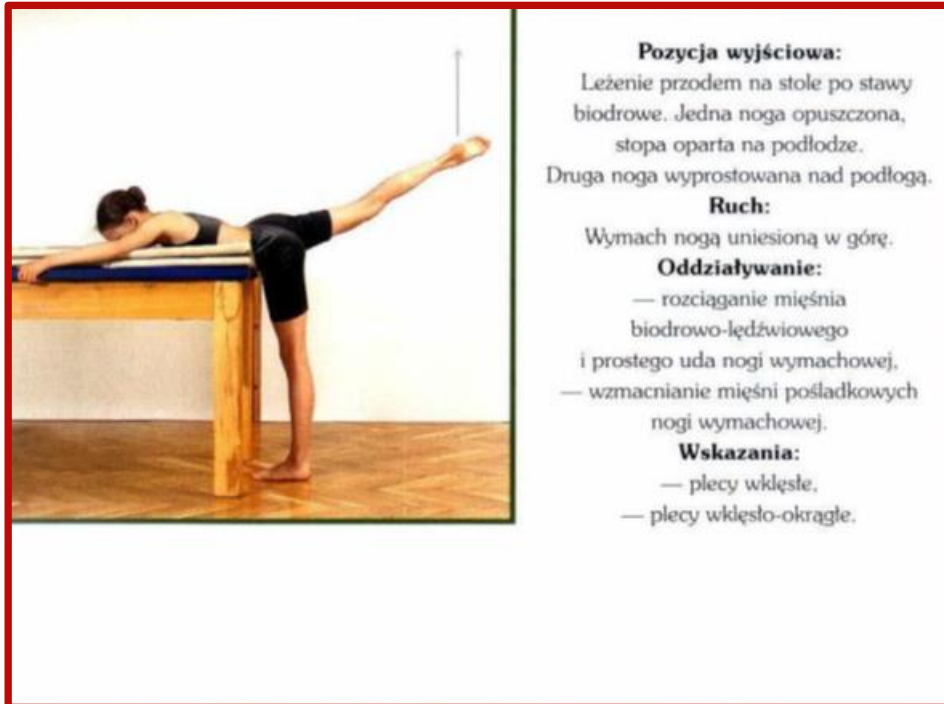 Pozycja wyjściowa:
Leżenie przodem na stole po stawy
biodrowe. Jedna noga opuszczona,
stopa oparta na podłodze.
Druga noga wyprostowana nad podłogą.
Ruch:
Wymach nogą uniesioną w górę.
Oddziaływanie:
— rozciąganie mięśnia
biodrowo-lędźwiowego
i prostego uda nogi wymachowej,
— wzmacnianie mięśni pośladkowych
nogi wymachowej.
Wskazania:
— plecy wklęsłe,
— plecy wklęsło-okrągłe.